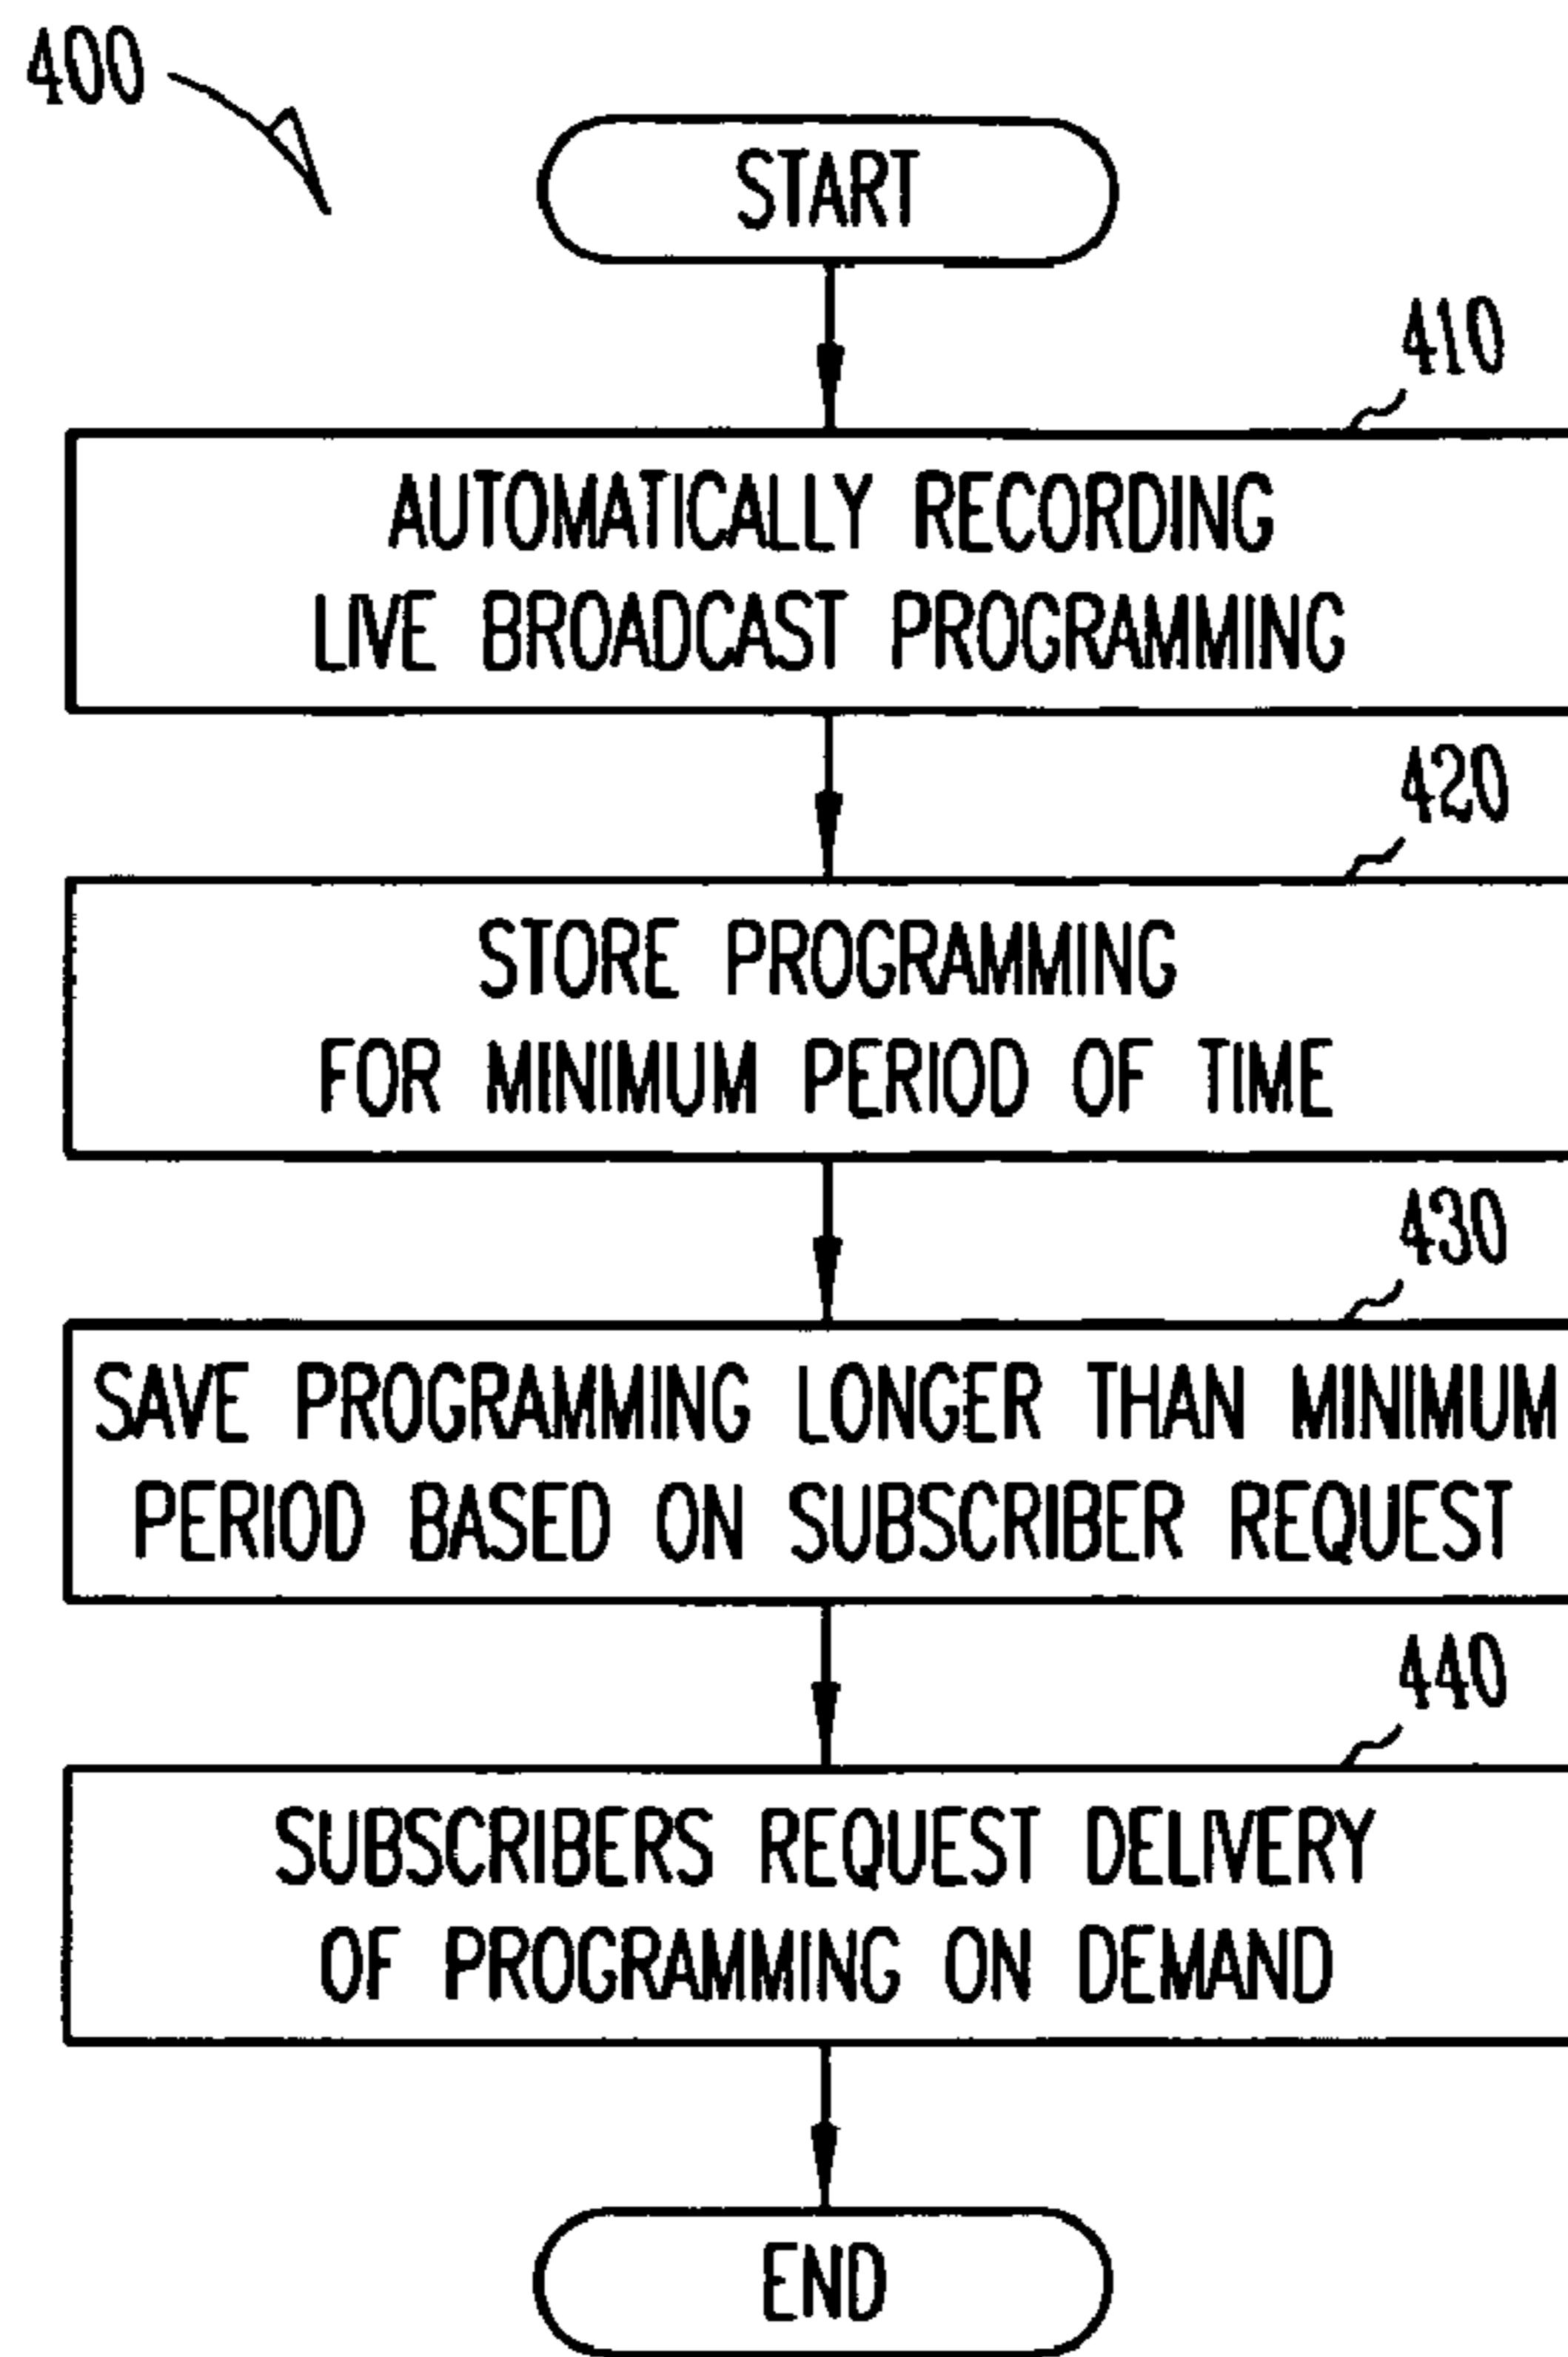 400
START
410
AUTOMATICALLY RECORDING
LIVE BROADCAST PROGRAMMING
420
STORE PROGRAMMING
FOR MINIMUM PERIOD OF TIME
430
SAVE PROGRAMMING LONGER THAN MINIMUM
PERIOD BASED ON SUBSCRIBER REQUEST
440
SUBSCRIBERS REQUEST DELIVERY
OF PROGRAMMING ON DEMAND
END